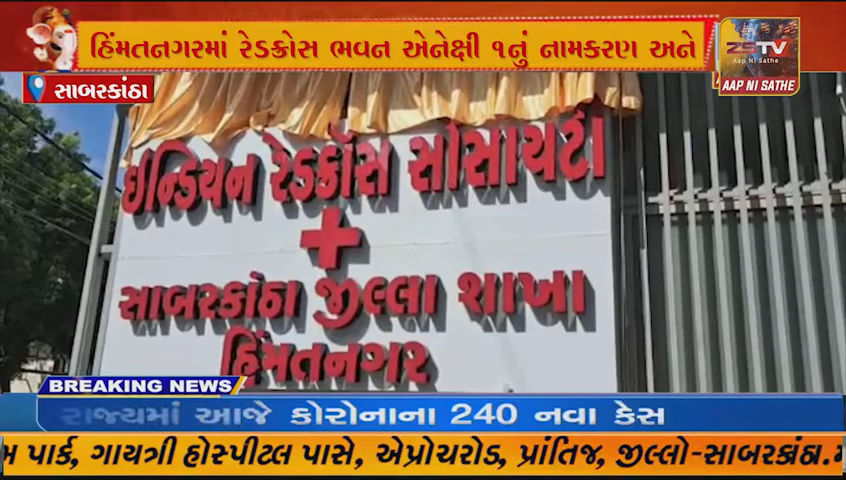 હિંમતનગરમાં રેડક્રોસ ભવન એનેક્ષી ૧નું નામકરણ અને
ZSTV
Aap Ni Sathe
AAP NI SATHE
સાબરકાંઠા
ઈન્ડિયન રેડક્રૉસ સોસાયટી
સાબરકાંઠા જીલ્લા શાખા
હિંમતનગર
BREAKING NEWS
રાજ્યમાં આજે કોરોનાના 240 નવા કેસ
મ પાર્ક, ગાયત્રી હોસ્પીટલ પાસે, એપ્રોચરોડ, પ્રાંતિજ, જીલ્લો-સાબરકાંઠા.મ